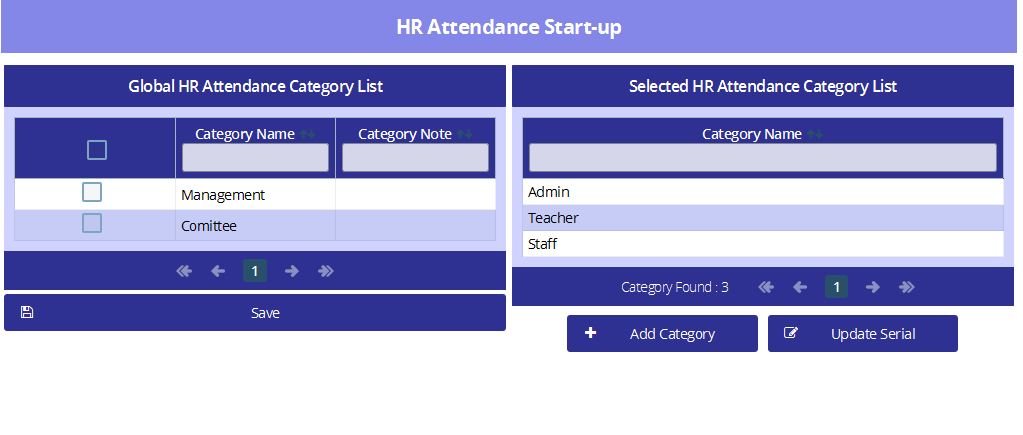 HR Attendance Start-up
Global HR Attendance Category List
Category Name
Category Note
Management
Comittee
1
Save
Selected HR Attendance Category List
Category Name
Admin
Teacher
Staff
Category Found : 3
1
Add Category
Update Serial